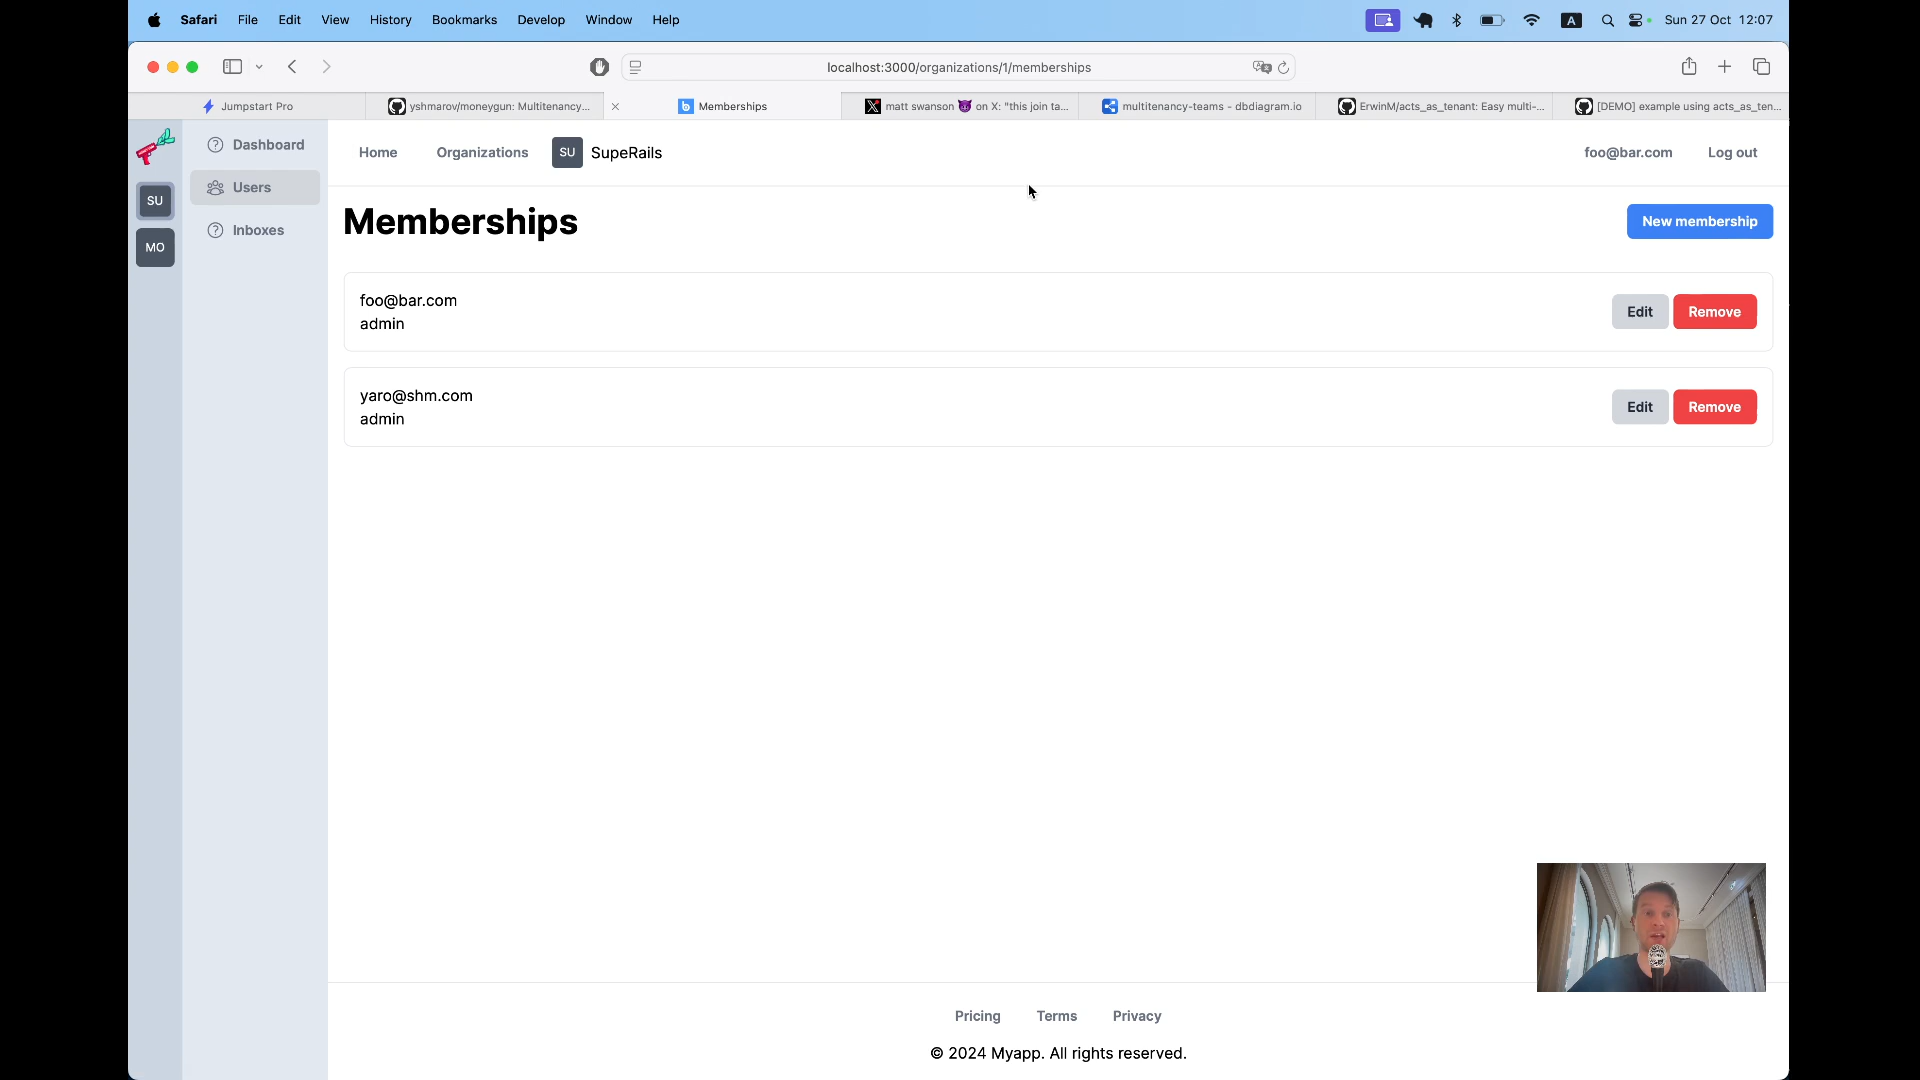 Safari File Edit View History Bookmarks Develop Window Help
A
Sun 27 Oct 12:07
localhost:3000/organizations/1/memberships
Jumpstart Pro
yshmarov/moneygun: Multitenancy...
Memberships
matt swanson 😈 on X: "this join ta...
multitenancy-teams - dbdiagram.io
ErwinM/acts_as_tenant: Easy multi-...
[DEMO] example using acts_as_ten...
SU
MO
Dashboard
Users
Inboxes
Home
Organizations
SU SupeRails
foo@bar.com
Log out
Memberships
New membership
foo@bar.com
admin
Edit Remove
yaro@shm.com
admin
Edit Remove
Pricing Terms Privacy
© 2024 Myapp. All rights reserved.